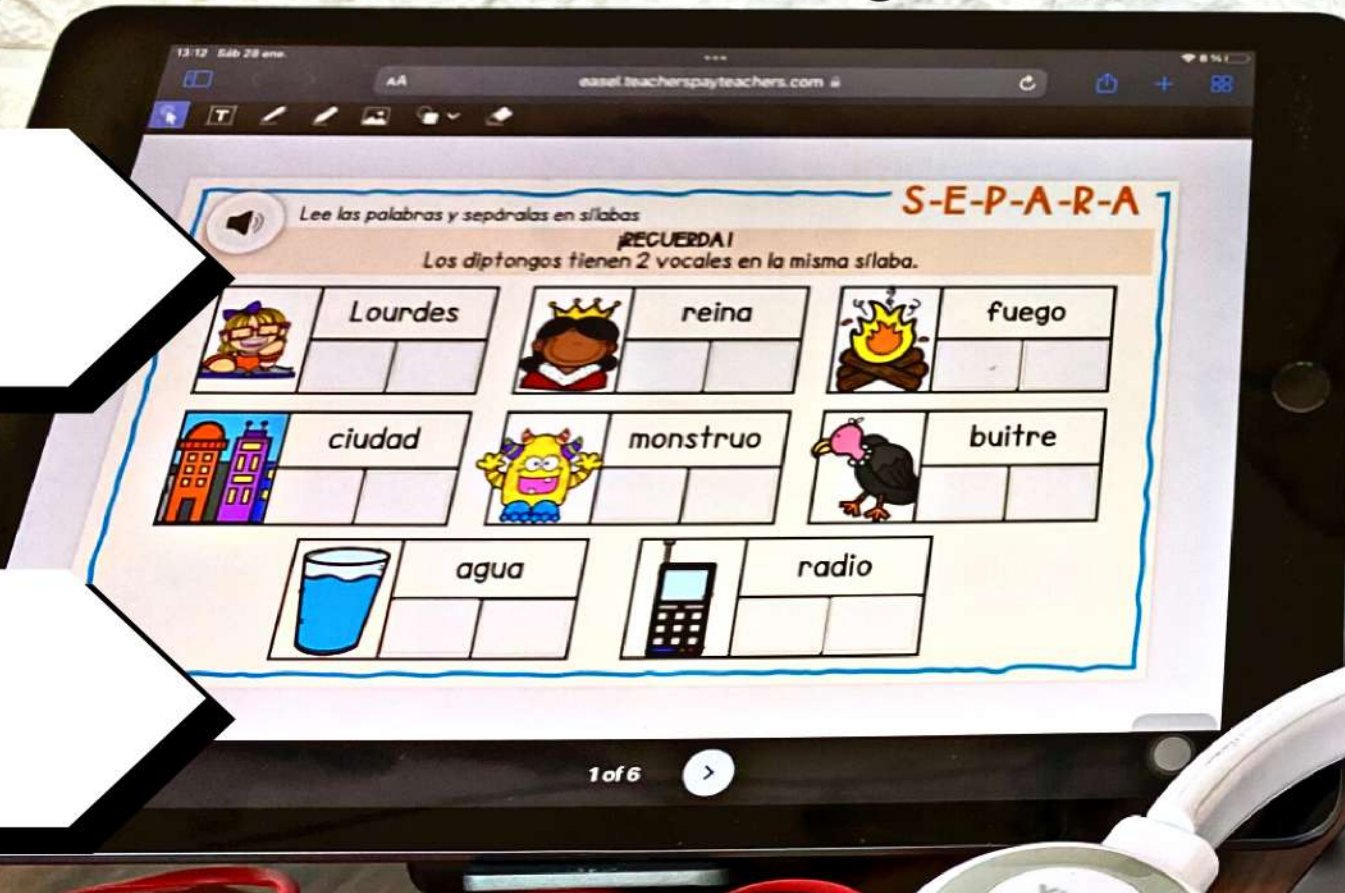 13:12 Sáb 28 ene.
8 %
AA
easel.teacherspayteachers.com
T
S-E-P-A-R-A
Lee las palabras y sepáralas en sílabas
¡RECUERDA!
Los diptongos tienen 2 vocales en la misma sílaba.
Lourdes
reina
fuego
ciudad
monstruo
buitre
agua
radio
1 of 6